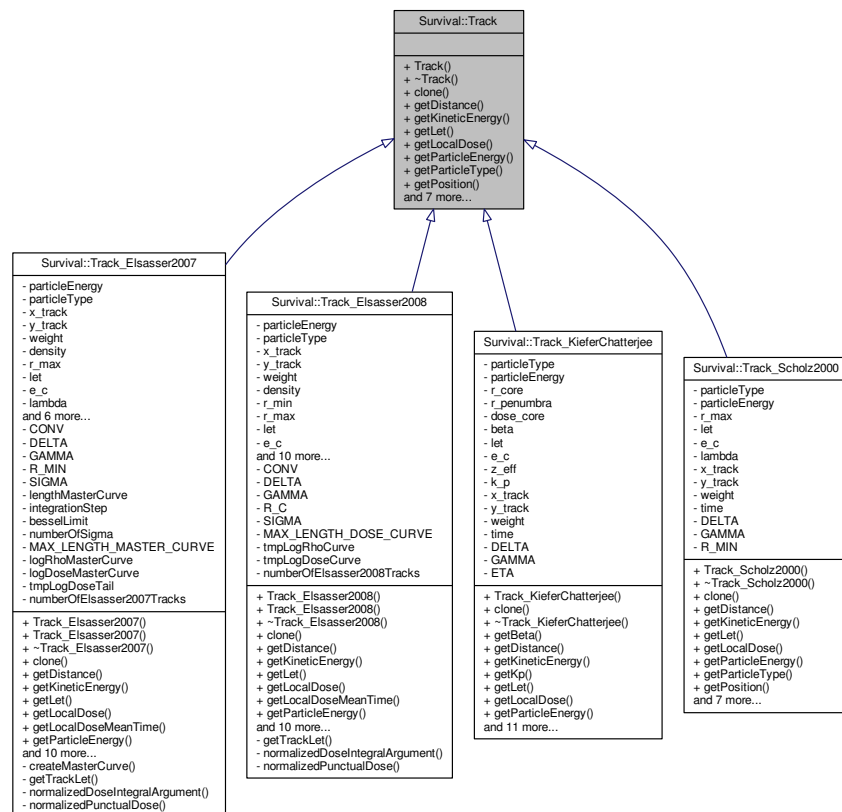 Survival::Track
+ Track()
+ ~Track()
+ clone()
+ getDistance()
+ getKineticEnergy()
+ getLet()
+ getLocalDose()
+ getParticleEnergy()
+ getParticleType()
+ getPosition()
and 7 more...
Survival::Track_Elsasser2007
- particleEnergy
- particleType
- x_track
- y_track
- weight
- density
- r_max
- let
- e_c
- lambda
and 6 more...
- CONV
- DELTA
- GAMMA
- R_MIN
- SIGMA
- lengthMasterCurve
- integrationStep
- besselLimit
- numberOfSigma
- MAX_LENGTH_MASTER_CURVE
- logRhoMasterCurve
- logDoseMasterCurve
- tmpLogDoseTail
- numberOfElsasser2007Tracks
+ Track_Elsasser2007()
+ Track_Elsasser2007()
+ ~Track_Elsasser2007()
+ clone()
+ getDistance()
+ getKineticEnergy()
+ getLet()
+ getLocalDose()
+ getLocalDoseMeanTime()
+ getParticleEnergy()
and 10 more...
- createMasterCurve()
- getTrackLet()
- normalizedDoseIntegralArgument()
- normalizedPunctualDose()
Survival::Track_Elsasser2008
- particleEnergy
- particleType
- x_track
- y_track
- weight
- density
- r_min
- r_max
- let
- e_c
and 10 more...
- CONV
- DELTA
- GAMMA
- R_C
- SIGMA
- MAX_LENGTH_DOSE_CURVE
- tmpLogRhoCurve
- tmpLogDoseCurve
- numberOfElsasser2008Tracks
+ Track_Elsasser2008()
+ Track_Elsasser2008()
+ ~Track_Elsasser2008()
+ clone()
+ getDistance()
+ getKineticEnergy()
+ getLet()
+ getLocalDose()
+ getLocalDoseMeanTime()
+ getParticleEnergy()
and 10 more...
- getTrackLet()
- normalizedDoseIntegralArgument()
- normalizedPunctualDose()
Survival::Track_KieferChatterjee
- particleType
- particleEnergy
- r_core
- r_penumbra
- dose_core
- beta
- let
- e_c
- z_eff
- k_p
- x_track
- y_track
- weight
- time
- DELTA
- GAMMA
- ETA
+ Track_KieferChatterjee()
+ clone()
+ ~Track_KieferChatterjee()
+ getBeta()
+ getDistance()
+ getKineticEnergy()
+ getKp()
+ getLet()
+ getLocalDose()
+ getParticleEnergy()
and 11 more...
Survival::Track_Scholz2000
- particleType
- particleEnergy
- r_max
- let
- e_c
- lambda
- x_track
- y_track
- weight
- time
- DELTA
- GAMMA
- R_MIN
+ Track_Scholz2000()
+ ~Track_Scholz2000()
+ clone()
+ getDistance()
+ getKineticEnergy()
+ getLet()
+ getLocalDose()
+ getParticleEnergy()
+ getParticleType()
+ getPosition()
and 7 more...